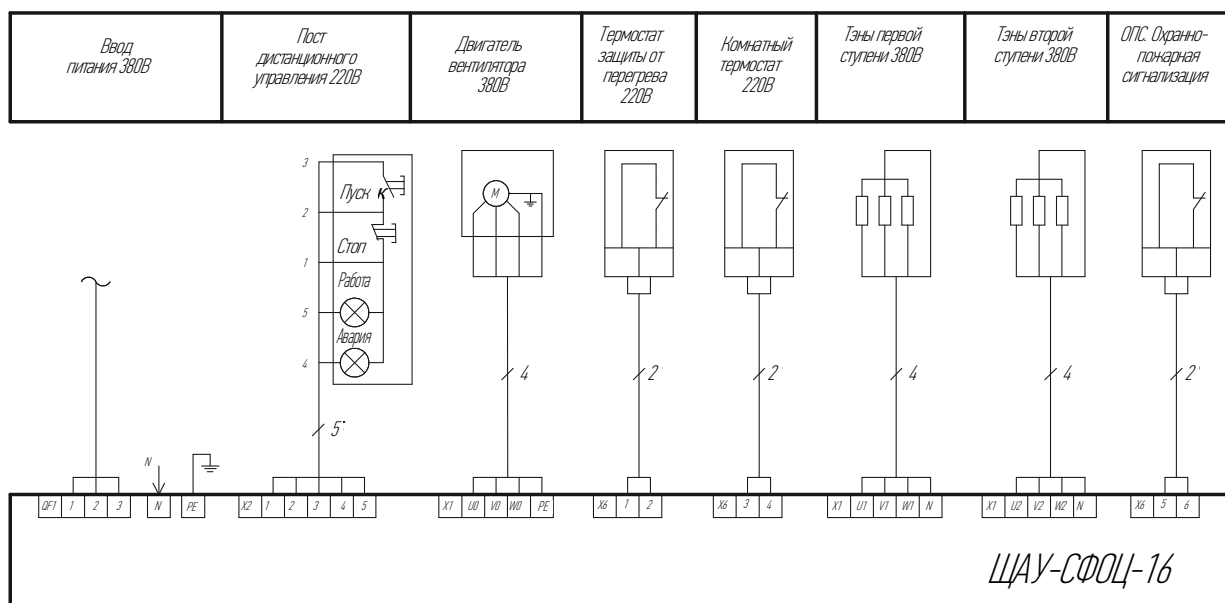 Ввод
питания 380В
Пост
дистанционного
управления 220В
Двигатель
вентилятора
380В
Термостат
защиты от
перегрева
220В
Комнатный
термостат
220В
Тэны первой
ступени 380В
Тэны второй
ступени 380В
ОПС. Охранно-
пожарная
сигнализация
3
Пуск К
2
Стоп
1
Работа
5
Авария
4
М
5
4
2
2
4
4
2
N
QF1 1 2 3
N
PE
X2 1 2 3 4 5
X1 U0 V0 W0 PE
X6 1 2
X6 3 4
X1 U1 V1 W1 N
X1 U2 V2 W2 N
X6 5 6
ЩАУ-СФОЦ-16